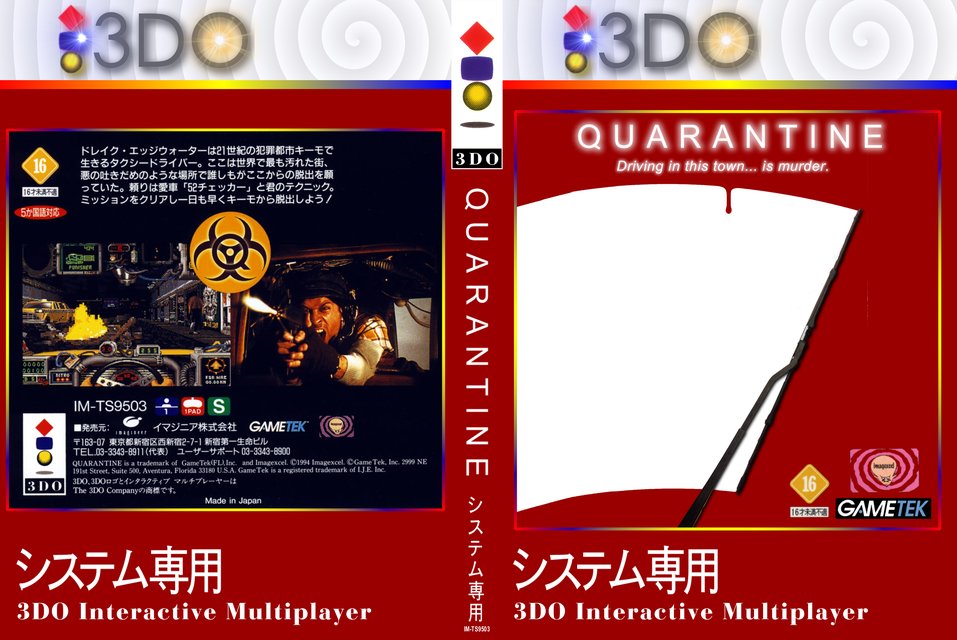 3DO
16
16才未満不適
5か国語対応
ドレイク・エッジウォーターは21世紀の犯罪都市キーモで
生きるタクシードライバー。ここは世界で最も汚れた街、
悪の吐きだめのような場所で誰しもがここからの脱出を願
っていた。頼りは愛車「52チェッカー」と君のテクニック。
ミッションをクリアし一日も早くキーモから脱出しよう!
IM-TS9503
1
1PAD
S
■発売元:
imagineer
イマジニア株式会社
GAMETEK
〒163-07 東京都新宿区西新宿2-7-1 新宿第一生命ビル
TEL.03-3343-8911(代表) ユーザーサポート 03-3343-8900
QUARANTINE is a trademark of GameTek(FL),Inc. and Imagexcel. ©1994 Imagexcel. ©Game Tek, Inc. 2999 NE
191st Street, Suite 500, Aventura, Florida 33180 U.S.A. GameTek is a registered trademark of I.J.E. Inc.
3DO, 3DOロゴとインタラクティブ マルチプレーヤーは
The 3DO Companyの商標です。
3DO
Made in Japan
システム専用
3DO Interactive Multiplayer
3DO
QUARANTINE
システム専用
IM-TS9503
3DO
QUARANTINE
Driving in this town... is murder.
16
16才未満不適
imagexcel
GAMETEK
システム専用
3DO Interactive Multiplayer